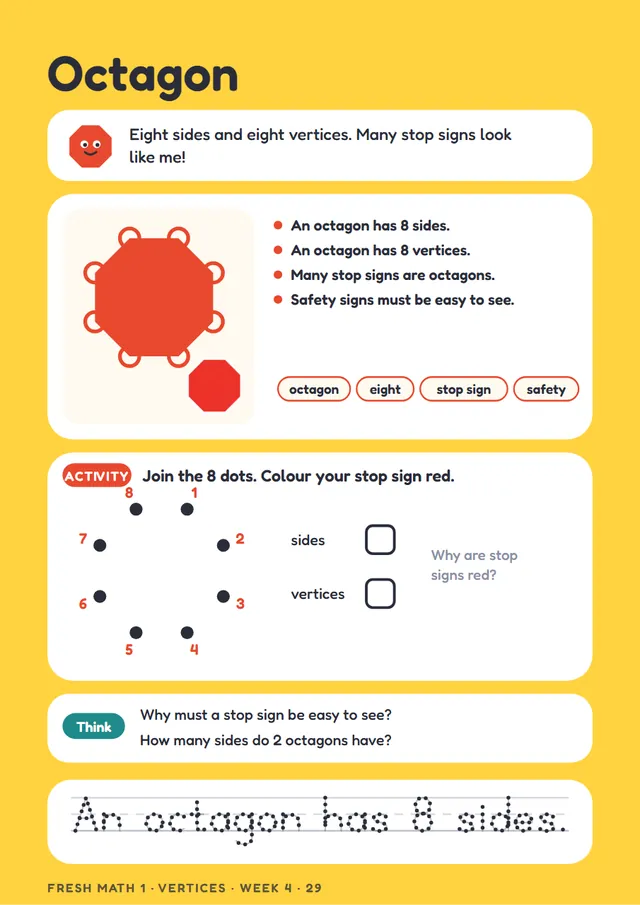 Octagon
Eight sides and eight vertices. Many stop signs look
like me!
An octagon has 8 sides.
An octagon has 8 vertices.
Many stop signs are octagons.
Safety signs must be easy to see.
octagon eight stop sign safety
ACTIVITY Join the 8 dots. Colour your stop sign red.
8 1
7 2
sides
Why are stop
signs red?
vertices
6 3
5 4
Think
Why must a stop sign be easy to see?
How many sides do 2 octagons have?
An octagon has 8 sides.
FRESH MATH 1 · VERTICES · WEEK 4 · 29